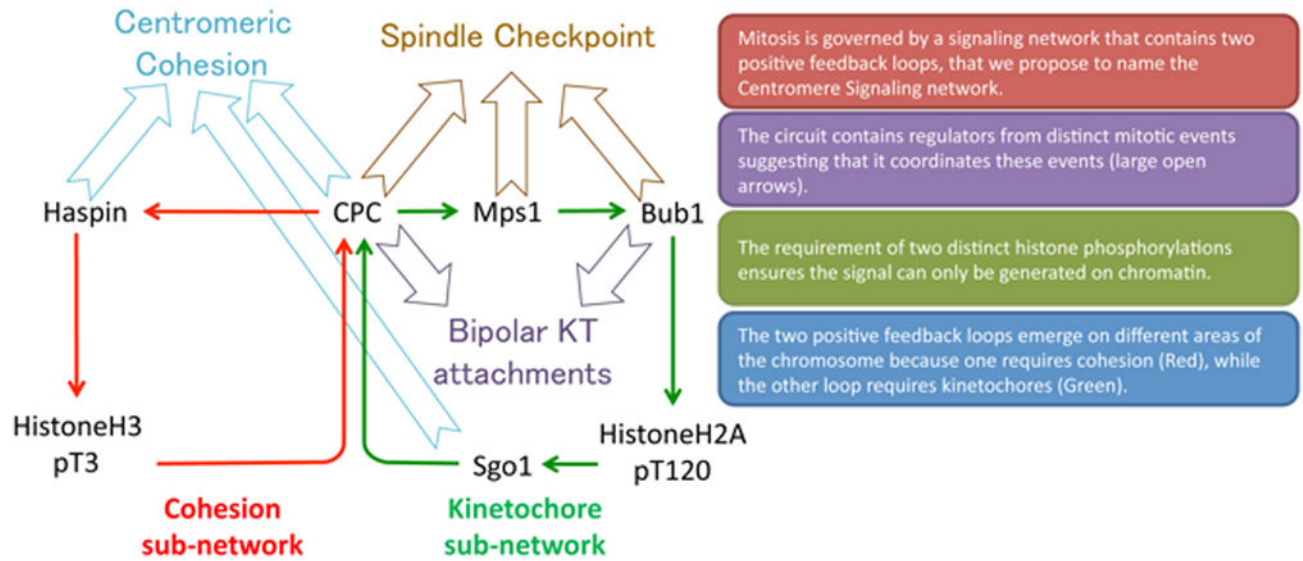 Centromeric
Cohesion
Spindle Checkpoint
Haspin
CPC
Mps1
Bub1
Bipolar KT
attachments
HistoneH3
pT3
Sgo1
HistoneH2A
pT120
Cohesion
sub-network
Kinetochore
sub-network
Mitosis is governed by a signaling network that contains two
positive feedback loops, that we propose to name the
Centromere Signaling network.
The circuit contains regulators from distinct mitotic events
suggesting that it coordinates these events (large open
arrows).
The requirement of two distinct histone phosphorylations
ensures the signal can only be generated on chromatin.
The two positive feedback loops emerge on different areas of
the chromosome because one requires cohesion (Red), while
the other loop requires kinetochores (Green).